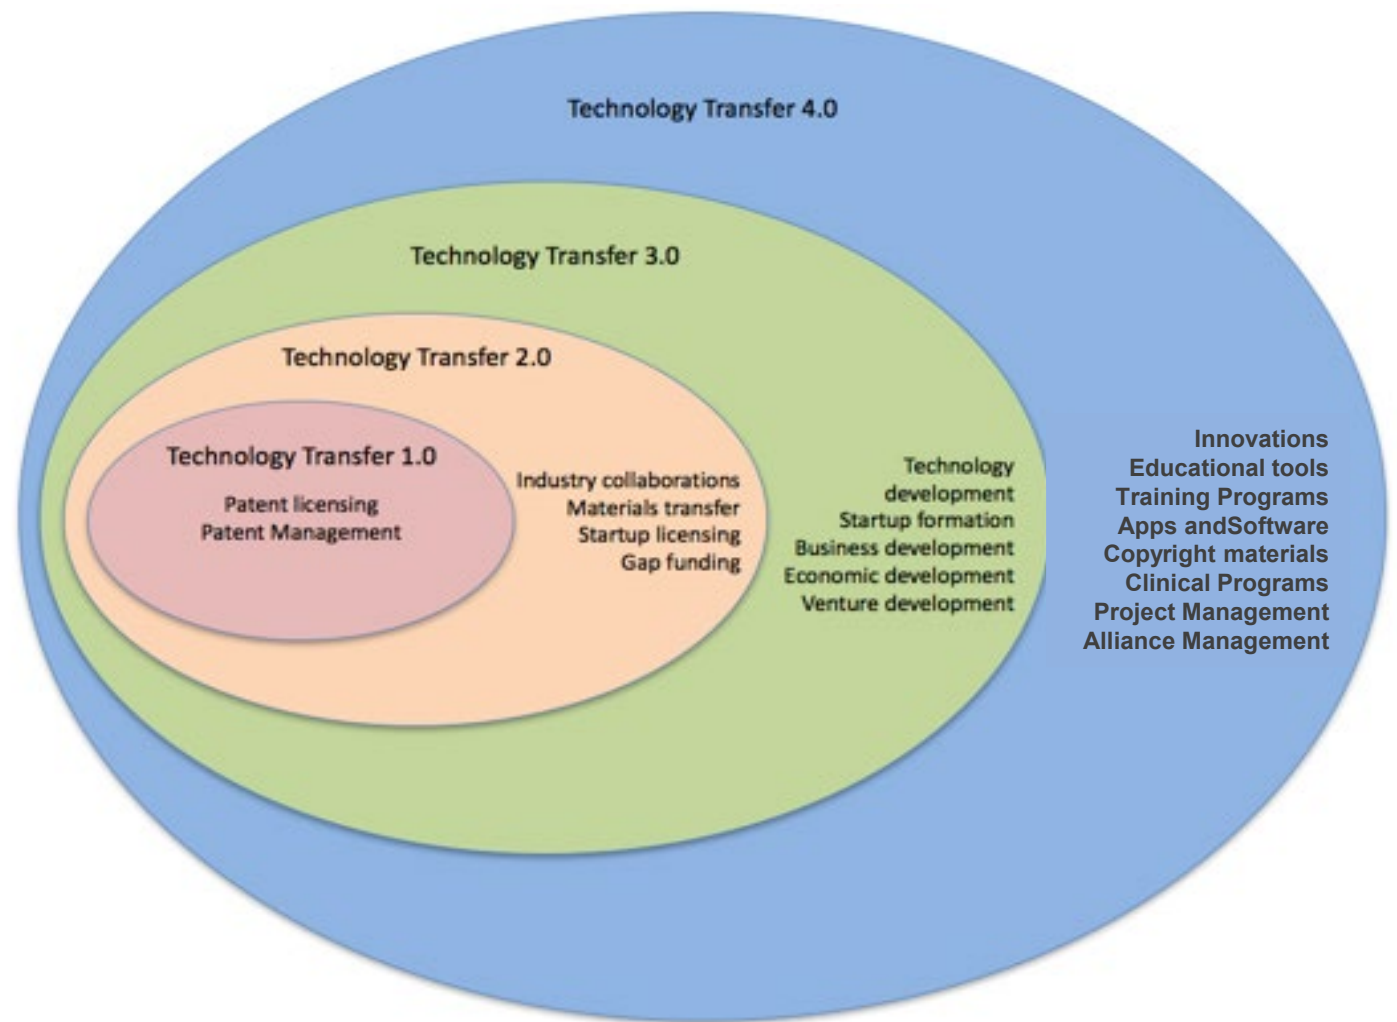 Technology Transfer 4.0
Technology Transfer 3.0
Technology Transfer 2.0
Technology Transfer 1.0
Patent licensing
Patent Management
Industry collaborations
Materials transfer
Startup licensing
Gap funding
Technology
development
Startup formation
Business development
Economic development
Venture development
Innovations
Educational tools
Training Programs
Apps andSoftware
Copyright materials
Clinical Programs
Project Management
Alliance Management